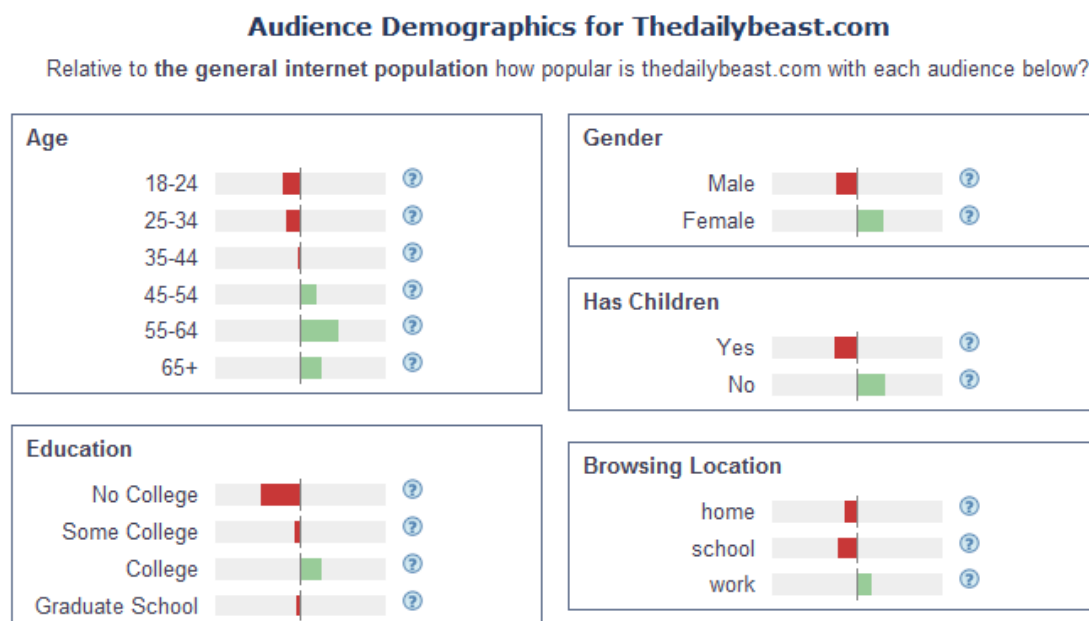 Audience Demographics for Thedailybeast.com
Relative to the general internet population how popular is thedailybeast.com with each audience below?
Age
18-24 ?
25-34 ?
35-44 ?
45-54 ?
55-64 ?
65+ ?
Education
No College ?
Some College ?
College ?
Graduate School ?
Gender
Male ?
Female ?
Has Children
Yes ?
No ?
Browsing Location
home ?
school ?
work ?